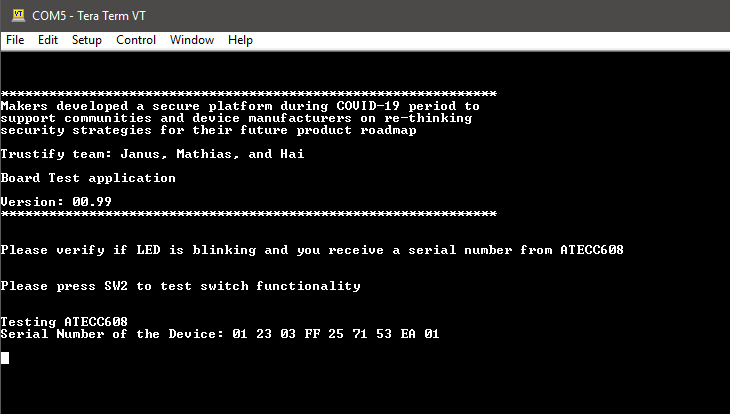 VT
COM5 - Tera Term VT
File Edit Setup Control Window Help
*****************************************************************
Makers developed a secure platform during COVID-19 period to
support communities and device manufacturers on re-thinking
security strategies for their future product roadmap
Trustify team: Janus, Mathias, and Hai
Board Test application
Version: 00.99
*****************************************************************
Please verify if LED is blinking and you receive a serial number from ATECC608
Please press SW2 to test switch functionality
Testing ATECC608
Serial Number of the Device: 01 23 03 FF 25 71 53 EA 01